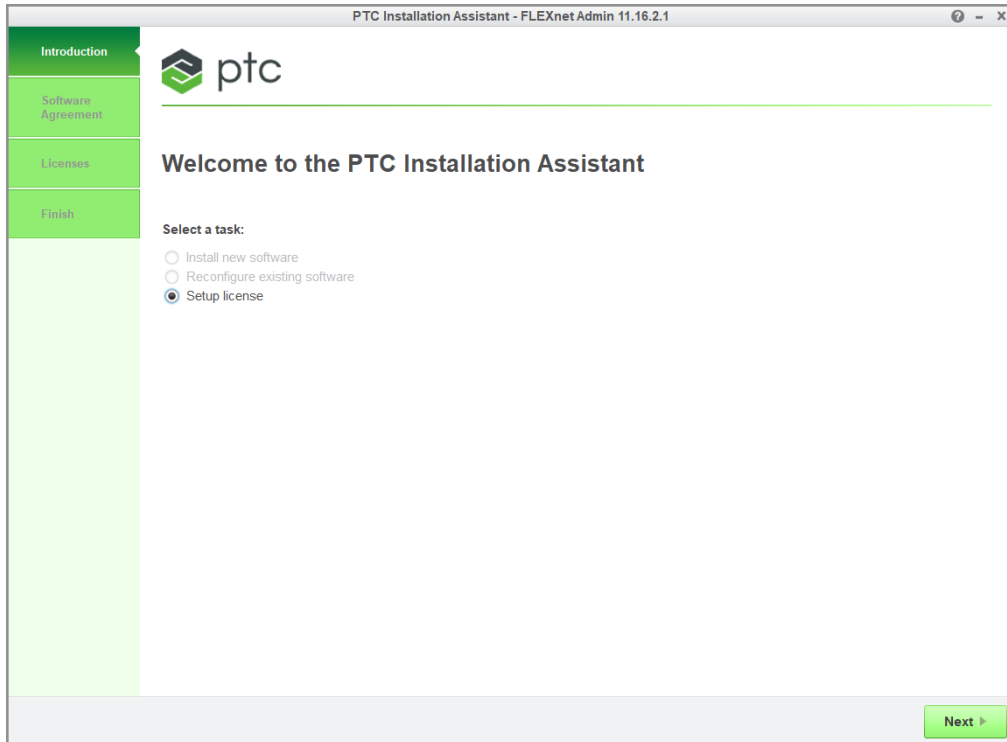 PTC Installation Assistant - FLEXnet Admin 11.16.2.1
Introduction
Software
Agreement
Licenses
Finish
ptc
Welcome to the PTC Installation Assistant
Select a task:
Install new software
Reconfigure existing software
Setup license
Next